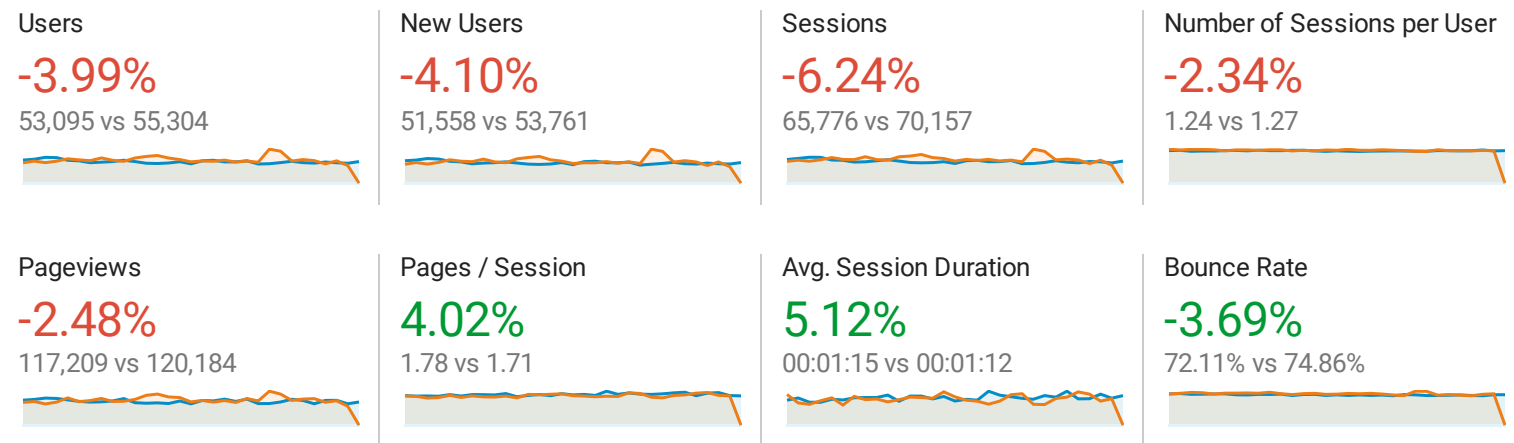 Users
-3.99%
53,095 vs 55,304
New Users
-4.10%
51,558 vs 53,761
Sessions
-6.24%
65,776 vs 70,157
Number of Sessions per User
-2.34%
1.24 vs 1.27
Pageviews
-2.48%
117,209 vs 120,184
Pages / Session
4.02%
1.78 vs 1.71
Avg. Session Duration
5.12%
00:01:15 vs 00:01:12
Bounce Rate
-3.69%
72.11% vs 74.86%